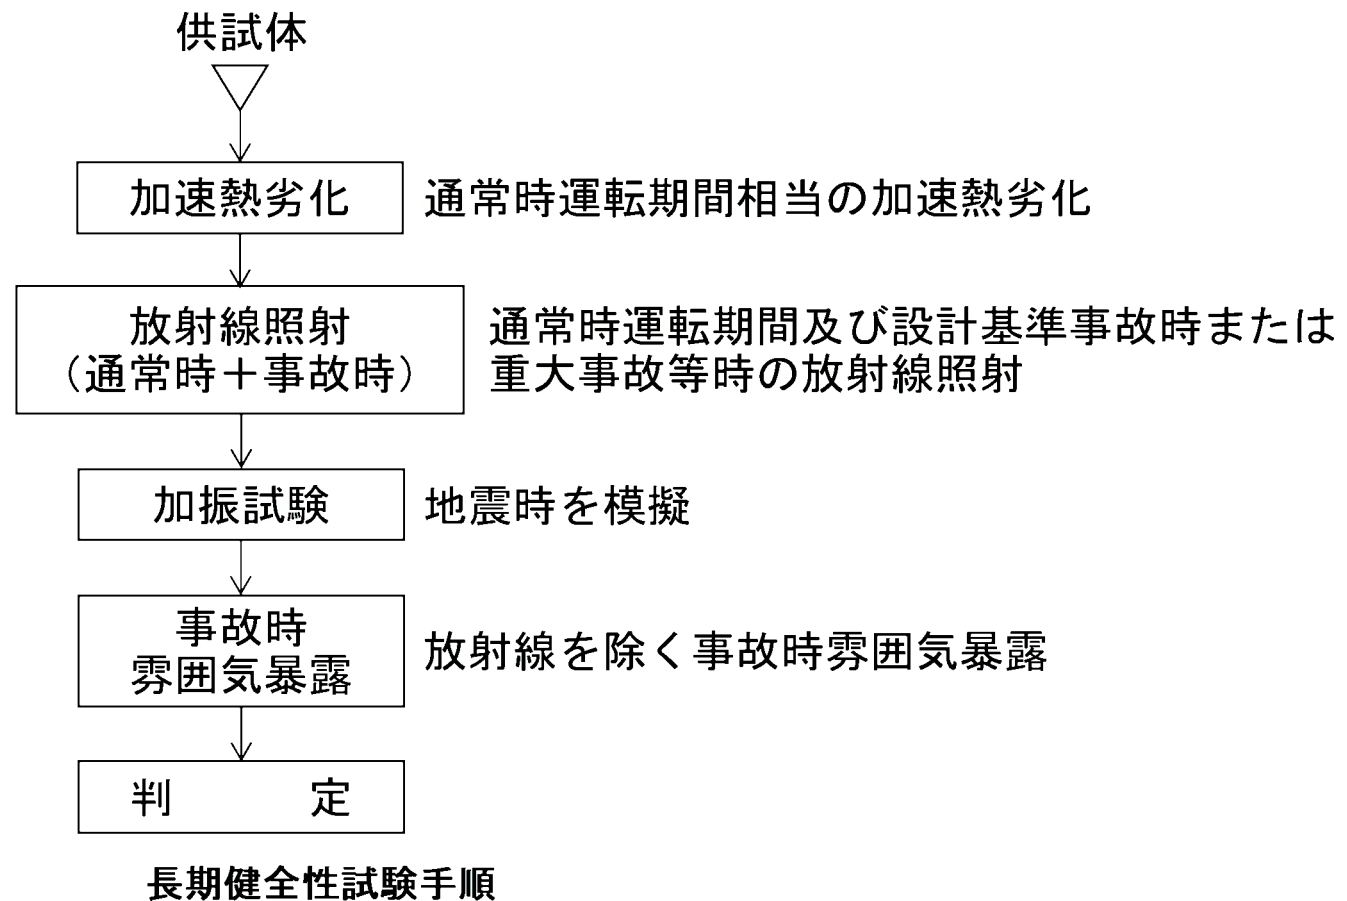 供試体
加速熱劣化
通常時運転期間相当の加速熱劣化
放射線照射
（通常時＋事故時）
通常時運転期間及び設計基準事故時または
重大事故等時の放射線照射
加振試験
地震時を模擬
事故時
雰囲気暴露
放射線を除く事故時雰囲気暴露
判　　　定
長期健全性試験手順